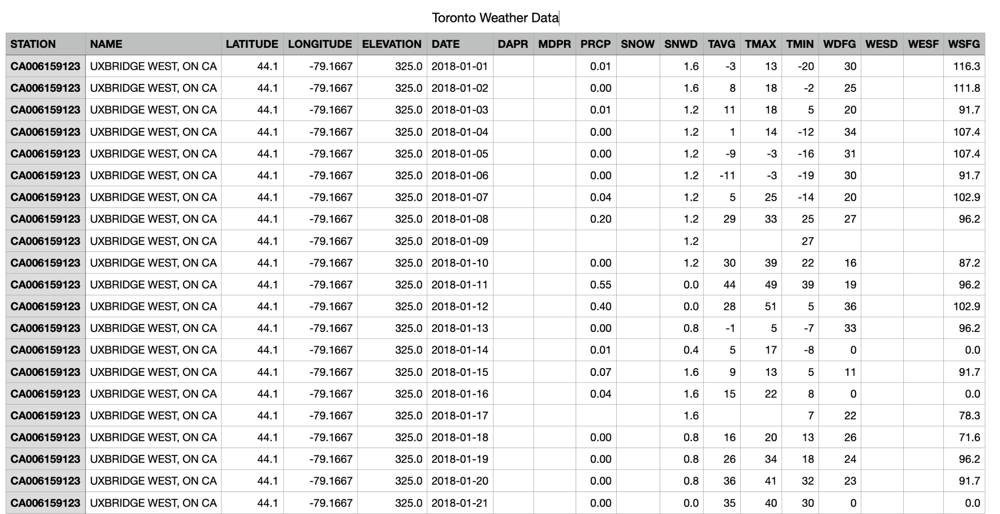 Toronto Weather Data
STATION NAME LATITUDE LONGITUDE ELEVATION DATE DAPR MDPR PRCP SNOW SNWD TAVG TMAX TMIN WDFG WESD WESF WSFG
CA006159123 UXBRIDGE WEST, ON CA 44.1 -79.1667 325.0 2018-01-01 0.01 1.6 -3 13 -20 30 116.3
CA006159123 UXBRIDGE WEST, ON CA 44.1 -79.1667 325.0 2018-01-02 0.00 1.6 8 18 -2 25 111.8
CA006159123 UXBRIDGE WEST, ON CA 44.1 -79.1667 325.0 2018-01-03 0.01 1.2 11 18 5 20 91.7
CA006159123 UXBRIDGE WEST, ON CA 44.1 -79.1667 325.0 2018-01-04 0.00 1.2 1 14 -12 34 107.4
CA006159123 UXBRIDGE WEST, ON CA 44.1 -79.1667 325.0 2018-01-05 0.00 1.2 -9 -3 -16 31 107.4
CA006159123 UXBRIDGE WEST, ON CA 44.1 -79.1667 325.0 2018-01-06 0.00 1.2 -11 -3 -19 30 91.7
CA006159123 UXBRIDGE WEST, ON CA 44.1 -79.1667 325.0 2018-01-07 0.04 1.2 5 25 -14 20 102.9
CA006159123 UXBRIDGE WEST, ON CA 44.1 -79.1667 325.0 2018-01-08 0.20 1.2 29 33 25 27 96.2
CA006159123 UXBRIDGE WEST, ON CA 44.1 -79.1667 325.0 2018-01-09 1.2 27
CA006159123 UXBRIDGE WEST, ON CA 44.1 -79.1667 325.0 2018-01-10 0.00 1.2 30 39 22 16 87.2
CA006159123 UXBRIDGE WEST, ON CA 44.1 -79.1667 325.0 2018-01-11 0.55 0.0 44 49 39 19 96.2
CA006159123 UXBRIDGE WEST, ON CA 44.1 -79.1667 325.0 2018-01-12 0.40 0.0 28 51 5 36 102.9
CA006159123 UXBRIDGE WEST, ON CA 44.1 -79.1667 325.0 2018-01-13 0.00 0.8 -1 5 -7 33 96.2
CA006159123 UXBRIDGE WEST, ON CA 44.1 -79.1667 325.0 2018-01-14 0.01 0.4 5 17 -8 0 0.0
CA006159123 UXBRIDGE WEST, ON CA 44.1 -79.1667 325.0 2018-01-15 0.07 1.6 9 13 5 11 91.7
CA006159123 UXBRIDGE WEST, ON CA 44.1 -79.1667 325.0 2018-01-16 0.04 1.6 15 22 8 0 0.0
CA006159123 UXBRIDGE WEST, ON CA 44.1 -79.1667 325.0 2018-01-17 1.6 7 22 78.3
CA006159123 UXBRIDGE WEST, ON CA 44.1 -79.1667 325.0 2018-01-18 0.00 0.8 16 20 13 26 71.6
CA006159123 UXBRIDGE WEST, ON CA 44.1 -79.1667 325.0 2018-01-19 0.00 0.8 26 34 18 24 96.2
CA006159123 UXBRIDGE WEST, ON CA 44.1 -79.1667 325.0 2018-01-20 0.00 0.8 36 41 32 23 91.7
CA006159123 UXBRIDGE WEST, ON CA 44.1 -79.1667 325.0 2018-01-21 0.00 0.0 35 40 30 0 0.0